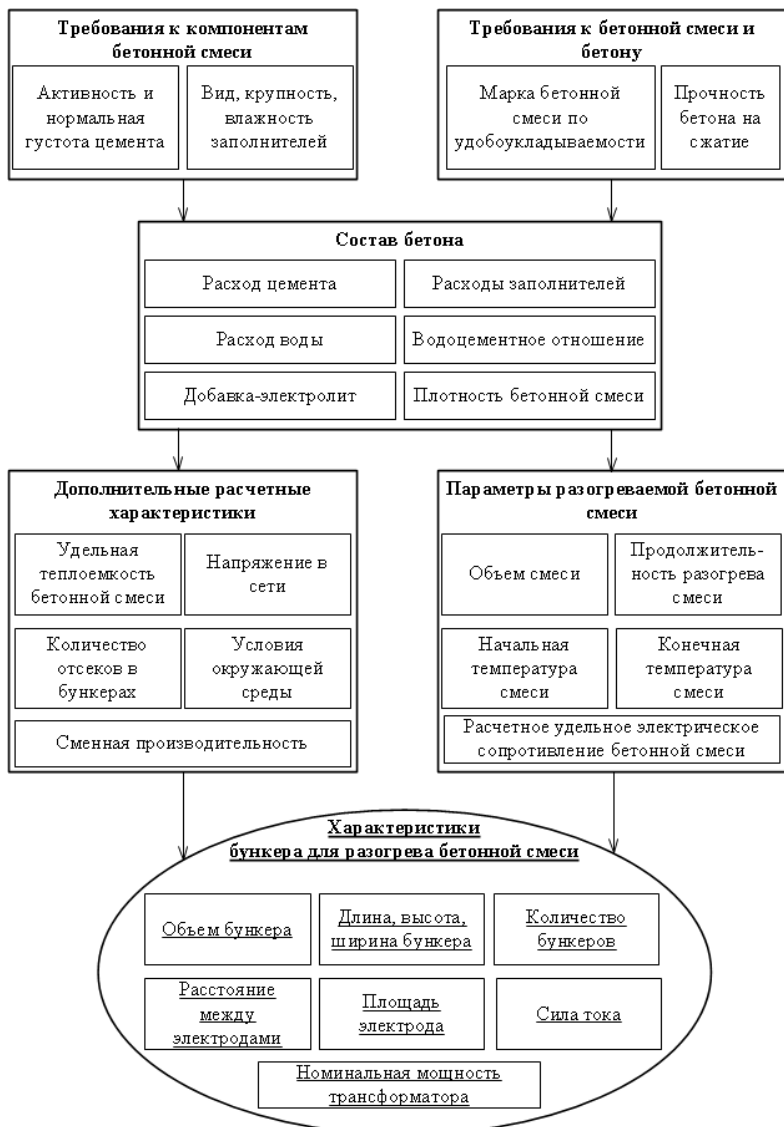 Требования к компонентам
бетонной смеси
Активность и
нормальная
густота цемента
Вид, крупность,
влажность
заполнителей
Требования к бетонной смеси и
бетону
Марка бетонной
смеси по
удобоукладываемости
Прочность
бетона на
сжатие
Состав бетона
Расход цемента
Расходы заполнителей
Расход воды
Водоцементное отношение
Добавка-электролит
Плотность бетонной смеси
Дополнительные расчетные
характеристики
Удельная
теплоемкость
бетонной смеси
Напряжение в
сети
Количество
отсеков в
бункерах
Условия
окружающей
среды
Сменная производительность
Параметры разогреваемой бетонной
смеси
Объем смеси
Продолжитель-
ность разогрева
смеси
Начальная
температура
смеси
Конечная
температура
смеси
Расчетное удельное электрическое
сопротивление бетонной смеси
Характеристики
бункера для разогрева бетонной смеси
Объем бункера
Длина, высота,
ширина бункера
Количество
бункеров
Расстояние
между
электродами
Площадь
электрода
Сила тока
Номинальная мощность
трансформатора